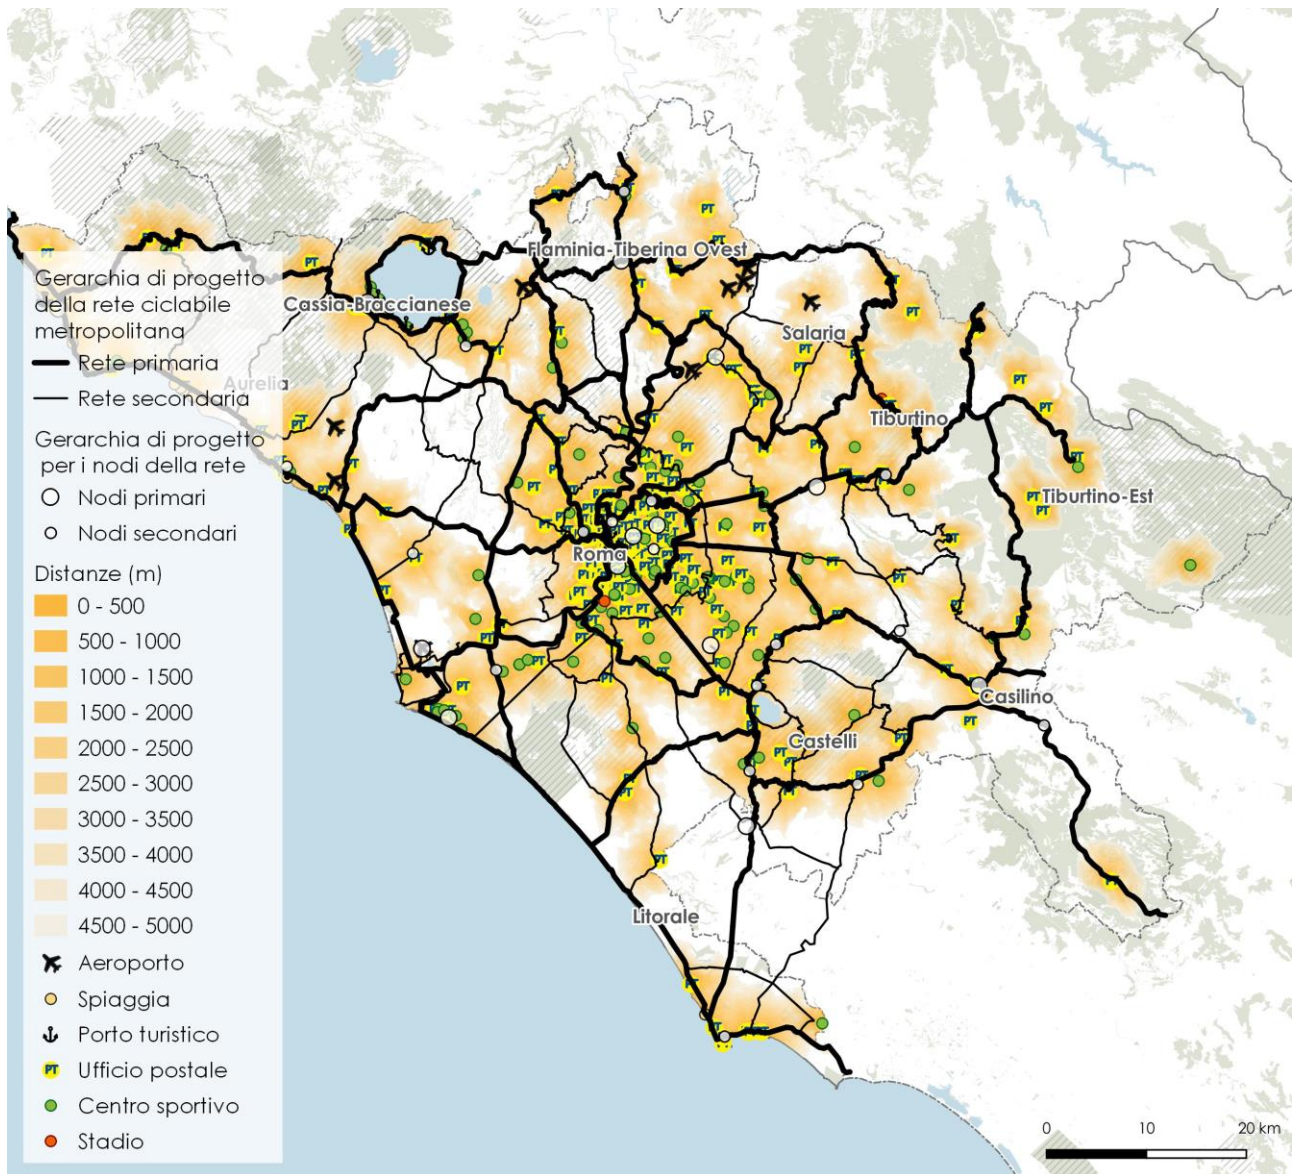 Flaminia-Tiberina Ovest
Cassia-Braccianese
Salaria
Aurelia
Tiburtino
Tiburtino-Est
Roma
Casilino
Castelli
Litorale
Gerarchia di progetto
della rete ciclabile
metropolitana
Rete primaria
Rete secondaria
Gerarchia di progetto
per i nodi della rete
Nodi primari
Nodi secondari
Distanze (m)
0 - 500
500 - 1000
1000 - 1500
1500 - 2000
2000 - 2500
2500 - 3000
3000 - 3500
3500 - 4000
4000 - 4500
4500 - 5000
Aeroporto
Spiaggia
Porto turistico
PT Ufficio postale
Centro sportivo
Stadio
0 10 20 km